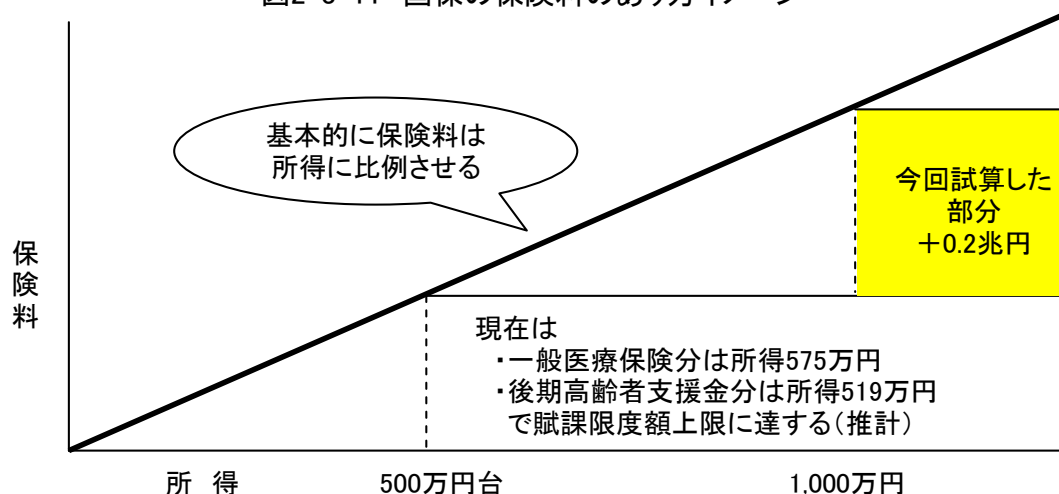 基本的に保険料は
所得に比例させる
今回試算した
部分
＋0.2兆円
保険料
現在は
・一般医療保険分は所得575万円
・後期高齢者支援金分は所得519万円
で賦課限度額上限に達する（推計）
所 得
500万円台
1,000万円